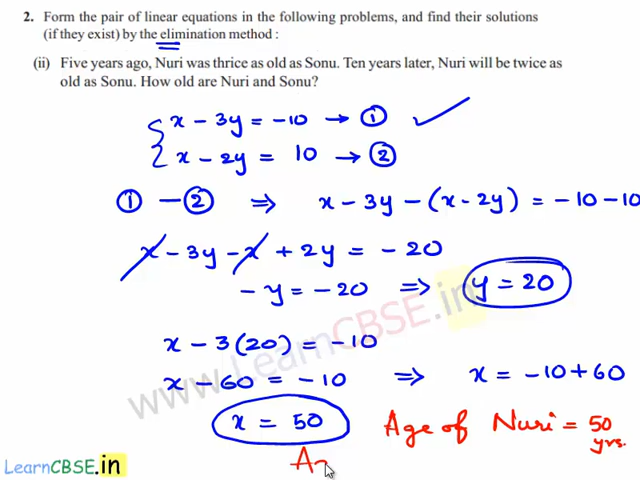 2. Form the pair of linear equations in the following problems, and find their solutions
(if they exist) by the elimination method :
(ii) Five years ago, Nuri was thrice as old as Sonu. Ten years later, Nuri will be twice as
old as Sonu. How old are Nuri and Sonu?
x - 3y = -10 → ①
x - 2y = 10 → ②
① - ② ⇒ x - 3y - (x - 2y) = -10 - 10
x - 3y - x + 2y = - 20
- y = - 20 ⇒ y = 20
x - 3(20) = -10
x - 60 = -10 ⇒ x = -10 + 60
x = 50 Age of Nuri = 50 yrs.
www.LearnCBSE.in
LearnCBSE.in